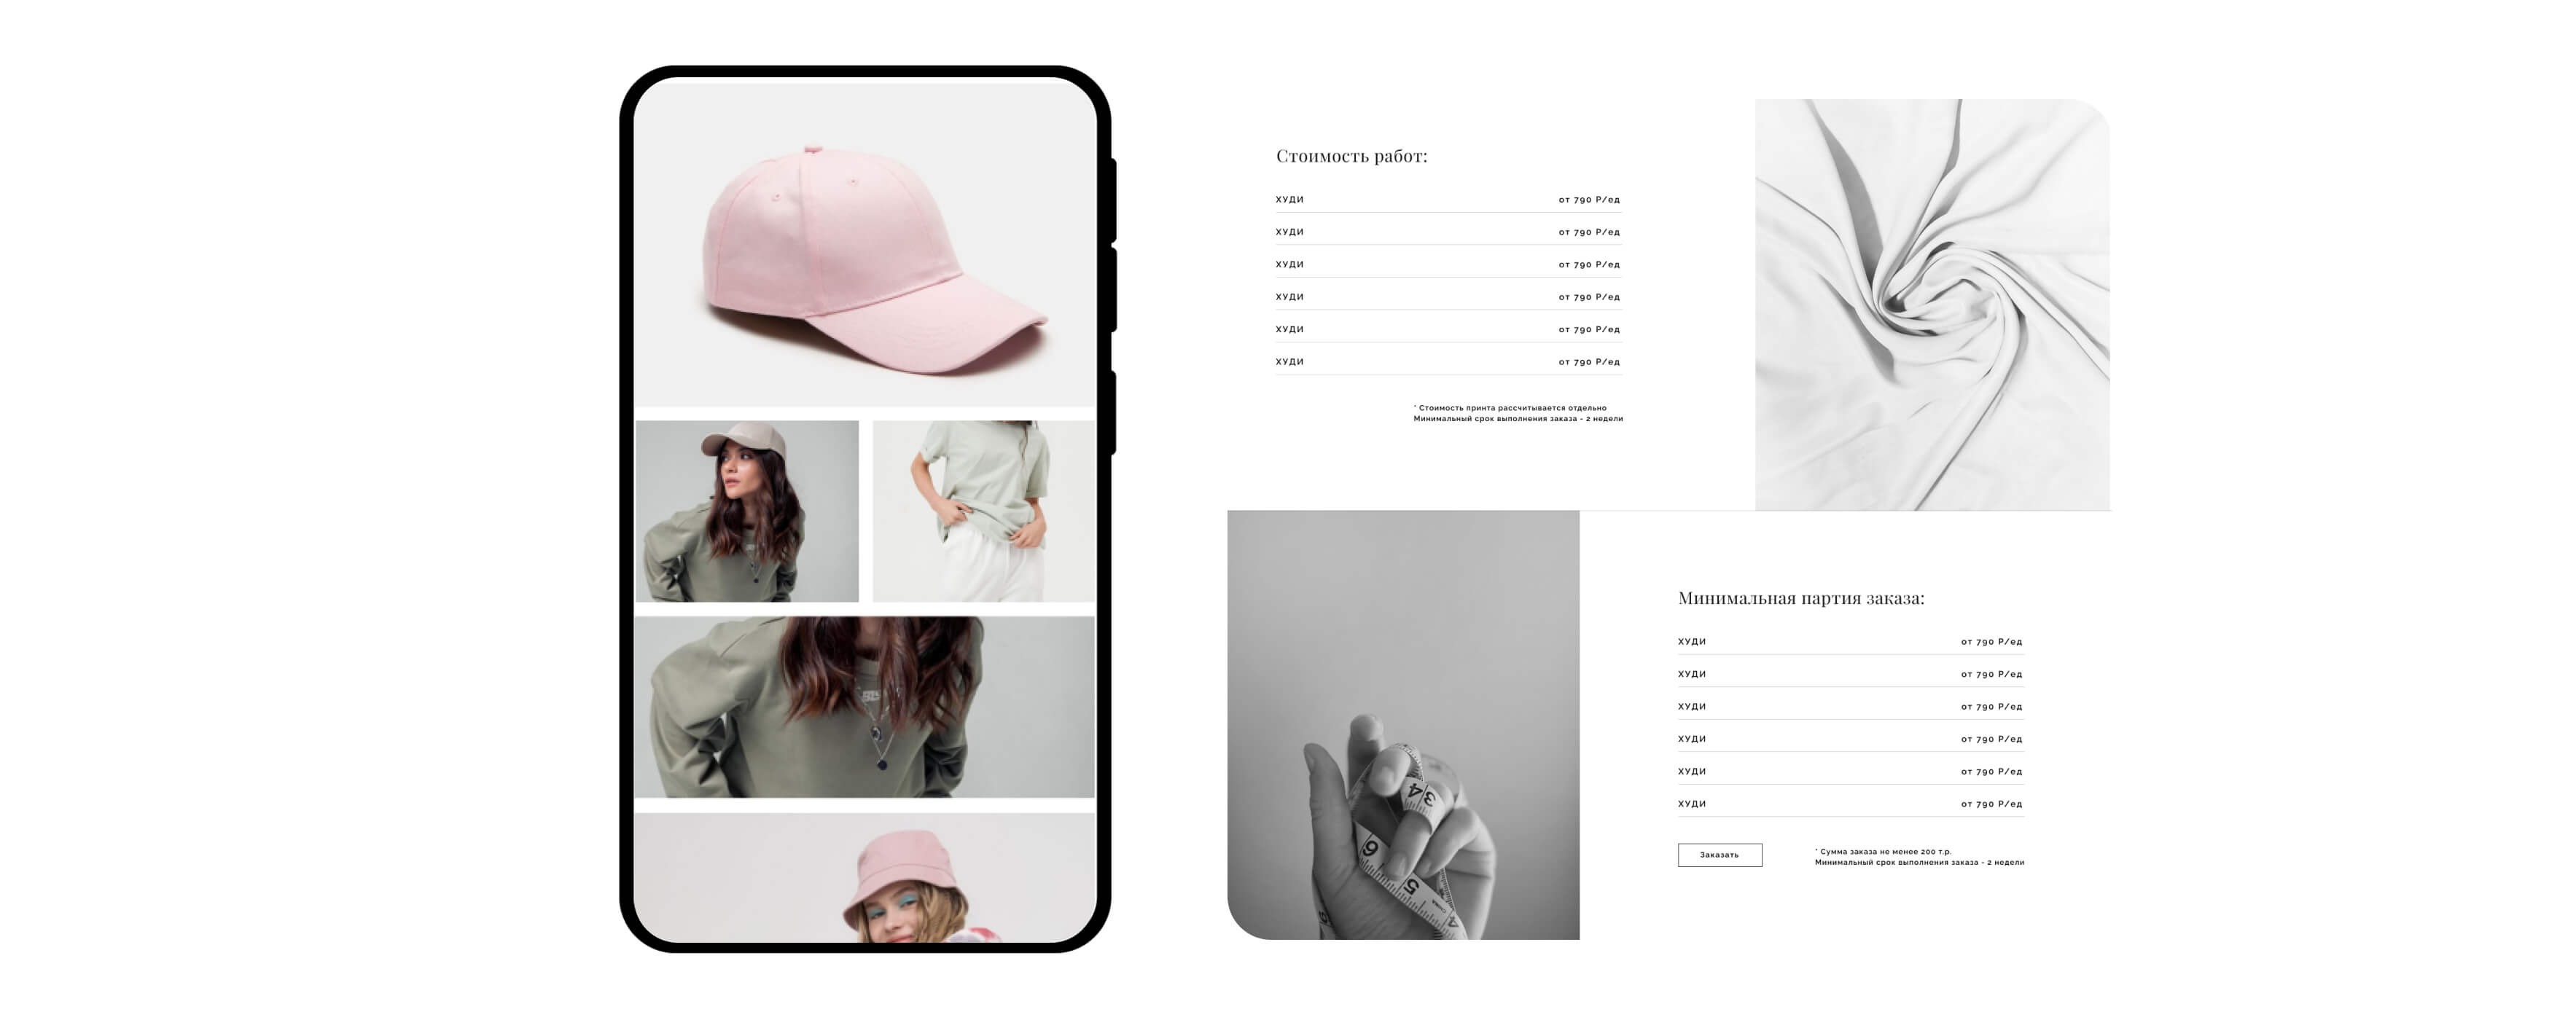 Стоимость работ:
ХУДИ от 790 Р/ед
ХУДИ от 790 Р/ед
ХУДИ от 790 Р/ед
ХУДИ от 790 Р/ед
ХУДИ от 790 Р/ед
ХУДИ от 790 Р/ед
* Стоимость принта рассчитывается отдельно
Минимальный срок выполнения заказа - 2 недели
Минимальная партия заказа:
ХУДИ от 790 Р/ед
ХУДИ от 790 Р/ед
ХУДИ от 790 Р/ед
ХУДИ от 790 Р/ед
ХУДИ от 790 Р/ед
ХУДИ от 790 Р/ед
Заказать
* Сумма заказа не менее 200 т.р.
Минимальный срок выполнения заказа - 2 недели
34
6
5